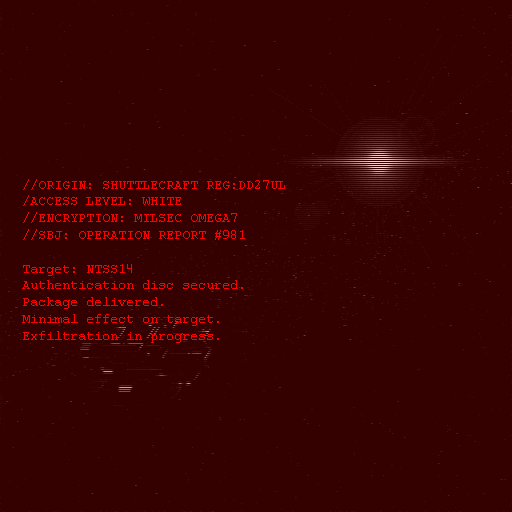 //ORIGIN: SHUTTLECRAFT REG:DD27UL
/ACCESS LEVEL: WHITE
//ENCRYPTION: MILSEC OMEGA7
//SBJ: OPERATION REPORT #981
Target: NTSS14
Authentication disc secured.
Package delivered.
Minimal effect on target.
Exfiltration in progress.